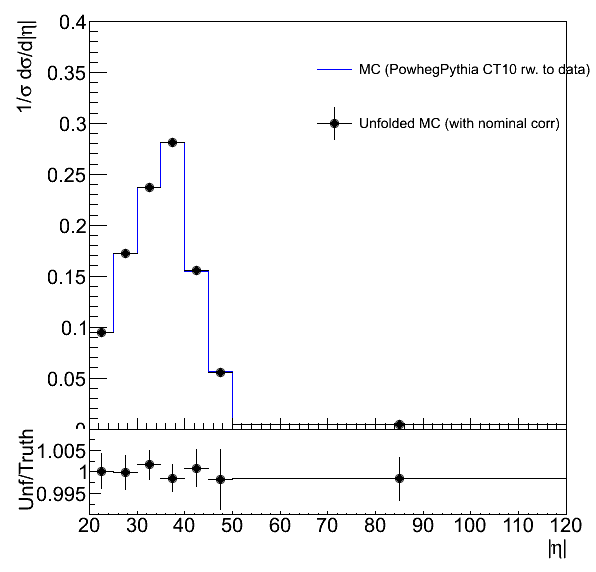 1/σ dσ/d|η|
0.4
0.35
0.3
0.25
0.2
0.15
0.1
0.05
0
MC (PowhegPythia CT10 rw. to data)
Unfolded MC (with nominal corr)
Unf/Truth
1.005
1
0.995
20 30 40 50 60 70 80 90 100 110 120
|η|